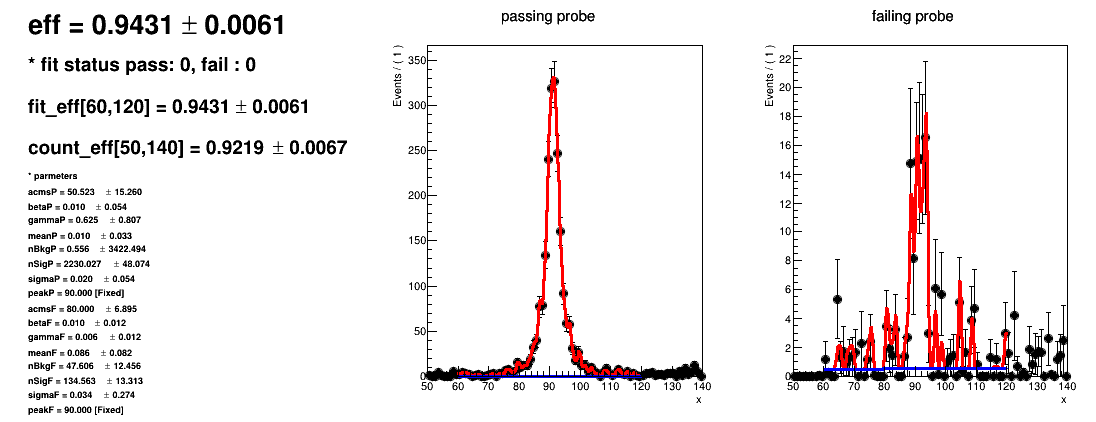 eff = 0.9431 ± 0.0061
* fit status pass: 0, fail : 0
fit_eff[60,120] = 0.9431 ± 0.0061
count_eff[50,140] = 0.9219 ± 0.0067
* parmeters
acmsP = 50.523 ± 15.260
betaP = 0.010 ± 0.054
gammaP = 0.625 ± 0.807
meanP = 0.010 ± 0.033
nBkgP = 0.556 ± 3422.494
nSigP = 2230.027 ± 48.074
sigmaP = 0.020 ± 0.054
peakP = 90.000 [Fixed]
acmsF = 80.000 ± 6.895
betaF = 0.010 ± 0.012
gammaF = 0.006 ± 0.012
meanF = 0.086 ± 0.082
nBkgF = 47.606 ± 12.456
nSigF = 134.563 ± 13.313
sigmaF = 0.034 ± 0.274
peakF = 90.000 [Fixed]
passing probe
Events / ( 1 )
350
300
250
200
150
100
50
0
50 60 70 80 90 100 110 120 130 140
x
failing probe
Events / ( 1 )
22
20
18
16
14
12
10
8
6
4
2
0
50 60 70 80 90 100 110 120 130 140
x